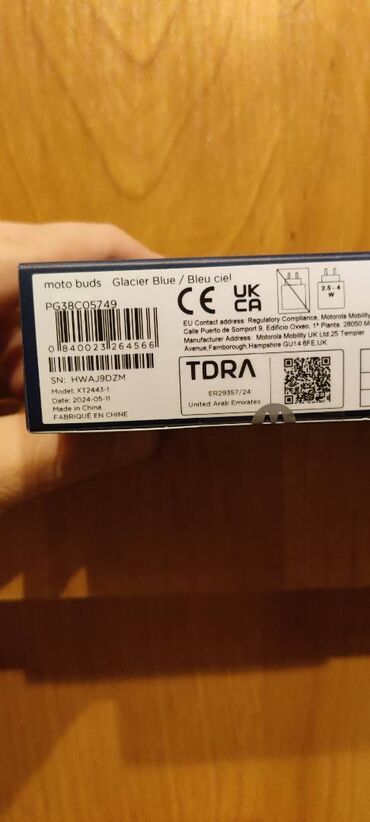 moto buds Glacier Blue / Bleu ciel
PG38C05749
0 840023 264566
SN: HWAJ9DZM
Model: XT2443-1
Date: 2024-05-11
Made in China
FABRIQUÉ EN CHINE
CE
UK
CA
2.5 - 4
W
EU Contact address: Regulatory Compliance, Motorola Mobility
Calle Puerto de Somport 9, Edificio Oxxeo, 1ª Planta, 28050 M
Manufacturer Address Motorola Mobility UK Ltd,25 Templer
Avenue, Farnborough,Hampshire GU14 6FE,UK
TDRA
ER29357/24
United Arab Emirates